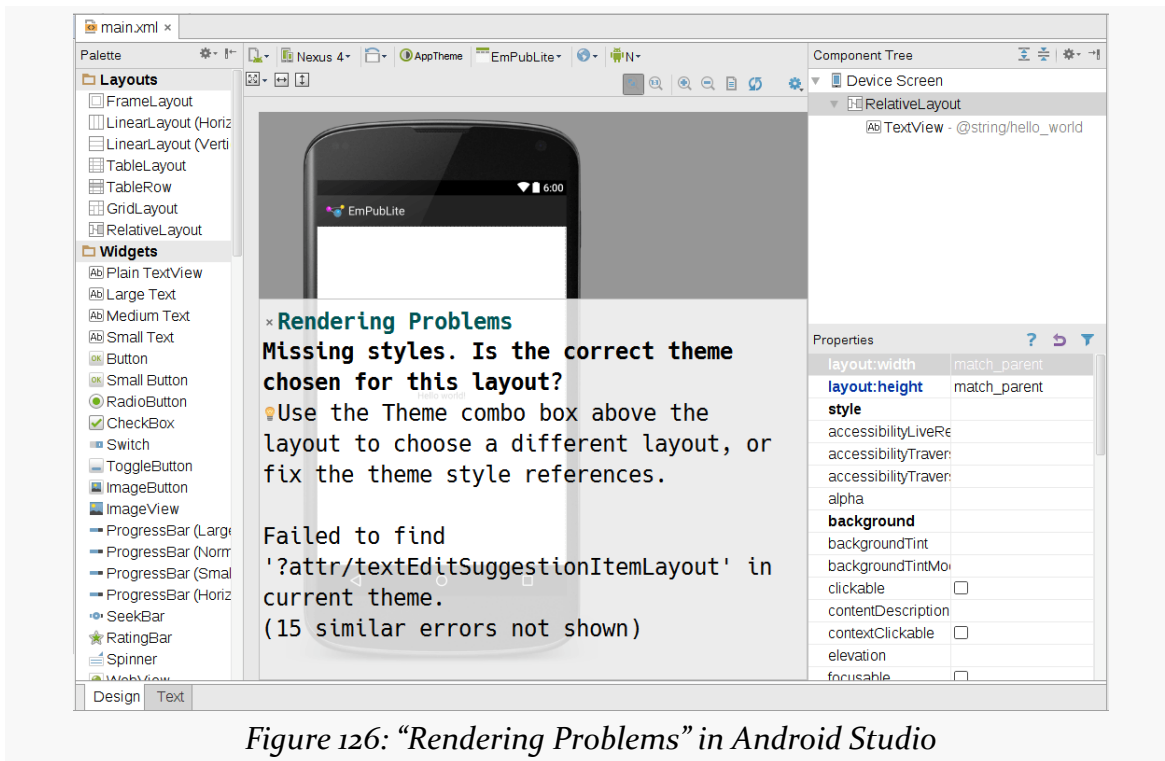 main.xml ×
Palette
Nexus 4
AppTheme
EmPubLite
N
Component Tree
Layouts
FrameLayout
LinearLayout (Horiz
LinearLayout (Verti
TableLayout
TableRow
GridLayout
RelativeLayout
Widgets
Plain TextView
Large Text
Medium Text
Small Text
Button
Small Button
RadioButton
CheckBox
Switch
ToggleButton
ImageButton
ImageView
ProgressBar (Large
ProgressBar (Norm
ProgressBar (Smal
ProgressBar (Horiz
SeekBar
RatingBar
Spinner
WebView
6:00
EmPubLite
Hello world!
× Rendering Problems
Missing styles. Is the correct theme
chosen for this layout?
Use the Theme combo box above the
layout to choose a different layout, or
fix the theme style references.
Failed to find
'?attr/textEditSuggestionItemLayout' in
current theme.
(15 similar errors not shown)
Device Screen
RelativeLayout
Ab TextView - @string/hello_world
Properties
layout:width match_parent
layout:height match_parent
style
accessibilityLiveRe
accessibilityTravers
accessibilityTravers
alpha
background
backgroundTint
backgroundTintMo
clickable
contentDescription
contextClickable
elevation
focusable
Design Text
Figure 126: “Rendering Problems” in Android Studio